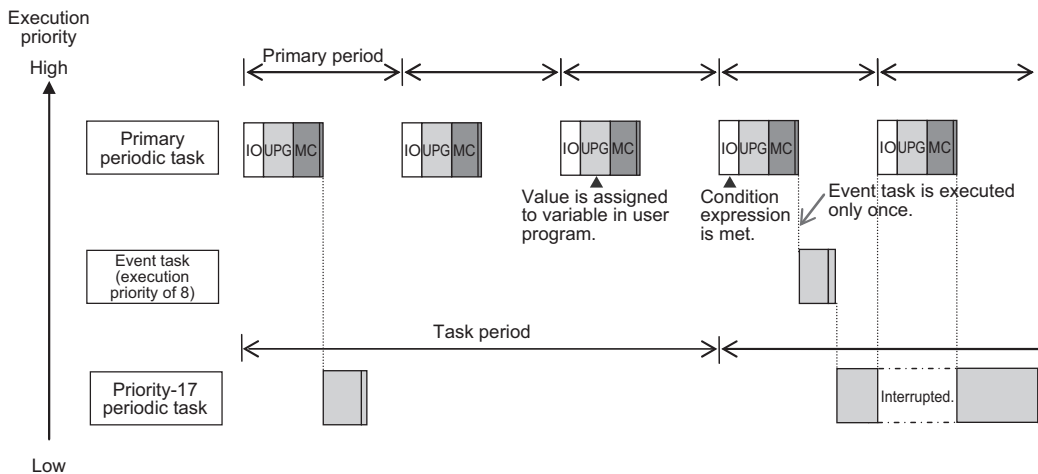 Execution
priority
High
Primary period
Primary
periodic task
IO UPG MC
IO UPG MC
IO UPG MC
IO UPG MC
IO UPG MC
Value is assigned
to variable in user
program.
Condition
expression
is met.
Event task is executed
only once.
Event task
(execution
priority of 8)
Task period
Priority-17
periodic task
Interrupted.
Low